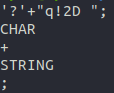 '?'+"q!2D ";
CHAR
+
STRING
;